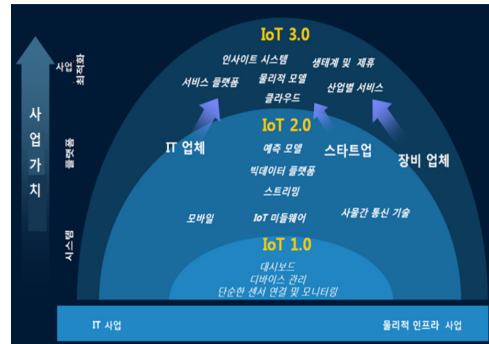 IoT 3.0
인사이트 시스템
생태계 및 제휴
서비스 플랫폼
물리적 모델
산업별 서비스
클라우드
IT 업체
IoT 2.0
스타트업
장비 업체
예측 모델
빅데이터 플랫폼
스트리밍
모바일
IoT 미들웨어
사물간 통신 기술
IoT 1.0
대시보드
디바이스 관리
단순한 센서 연결 및 모니터링
사업가치
사업
최적화
플랫폼
시스템
IT 사업
물리적 인프라 사업